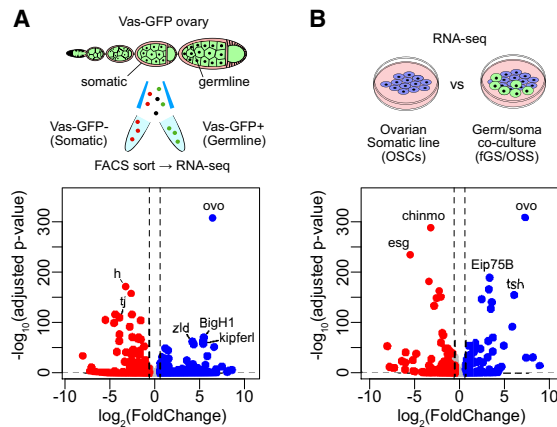 A
Vas-GFP ovary
somatic
germline
Vas-GFP-
(Somatic)
Vas-GFP+
(Germline)
FACS sort → RNA-seq
-log10(adjusted p-value)
300
200
100
0
ovo
h
tj
zld
BigH1
kipferl
-10
-5
0
5
10
log2(FoldChange)
B
RNA-seq
vs
Ovarian
Somatic line
(OSCs)
Germ/soma
co-culture
(fGS/OSS)
-log10(adjusted p-value)
300
200
100
0
chinmo
ovo
esg
Eip75B
tsh
-10
-5
0
5
10
log2(FoldChange)